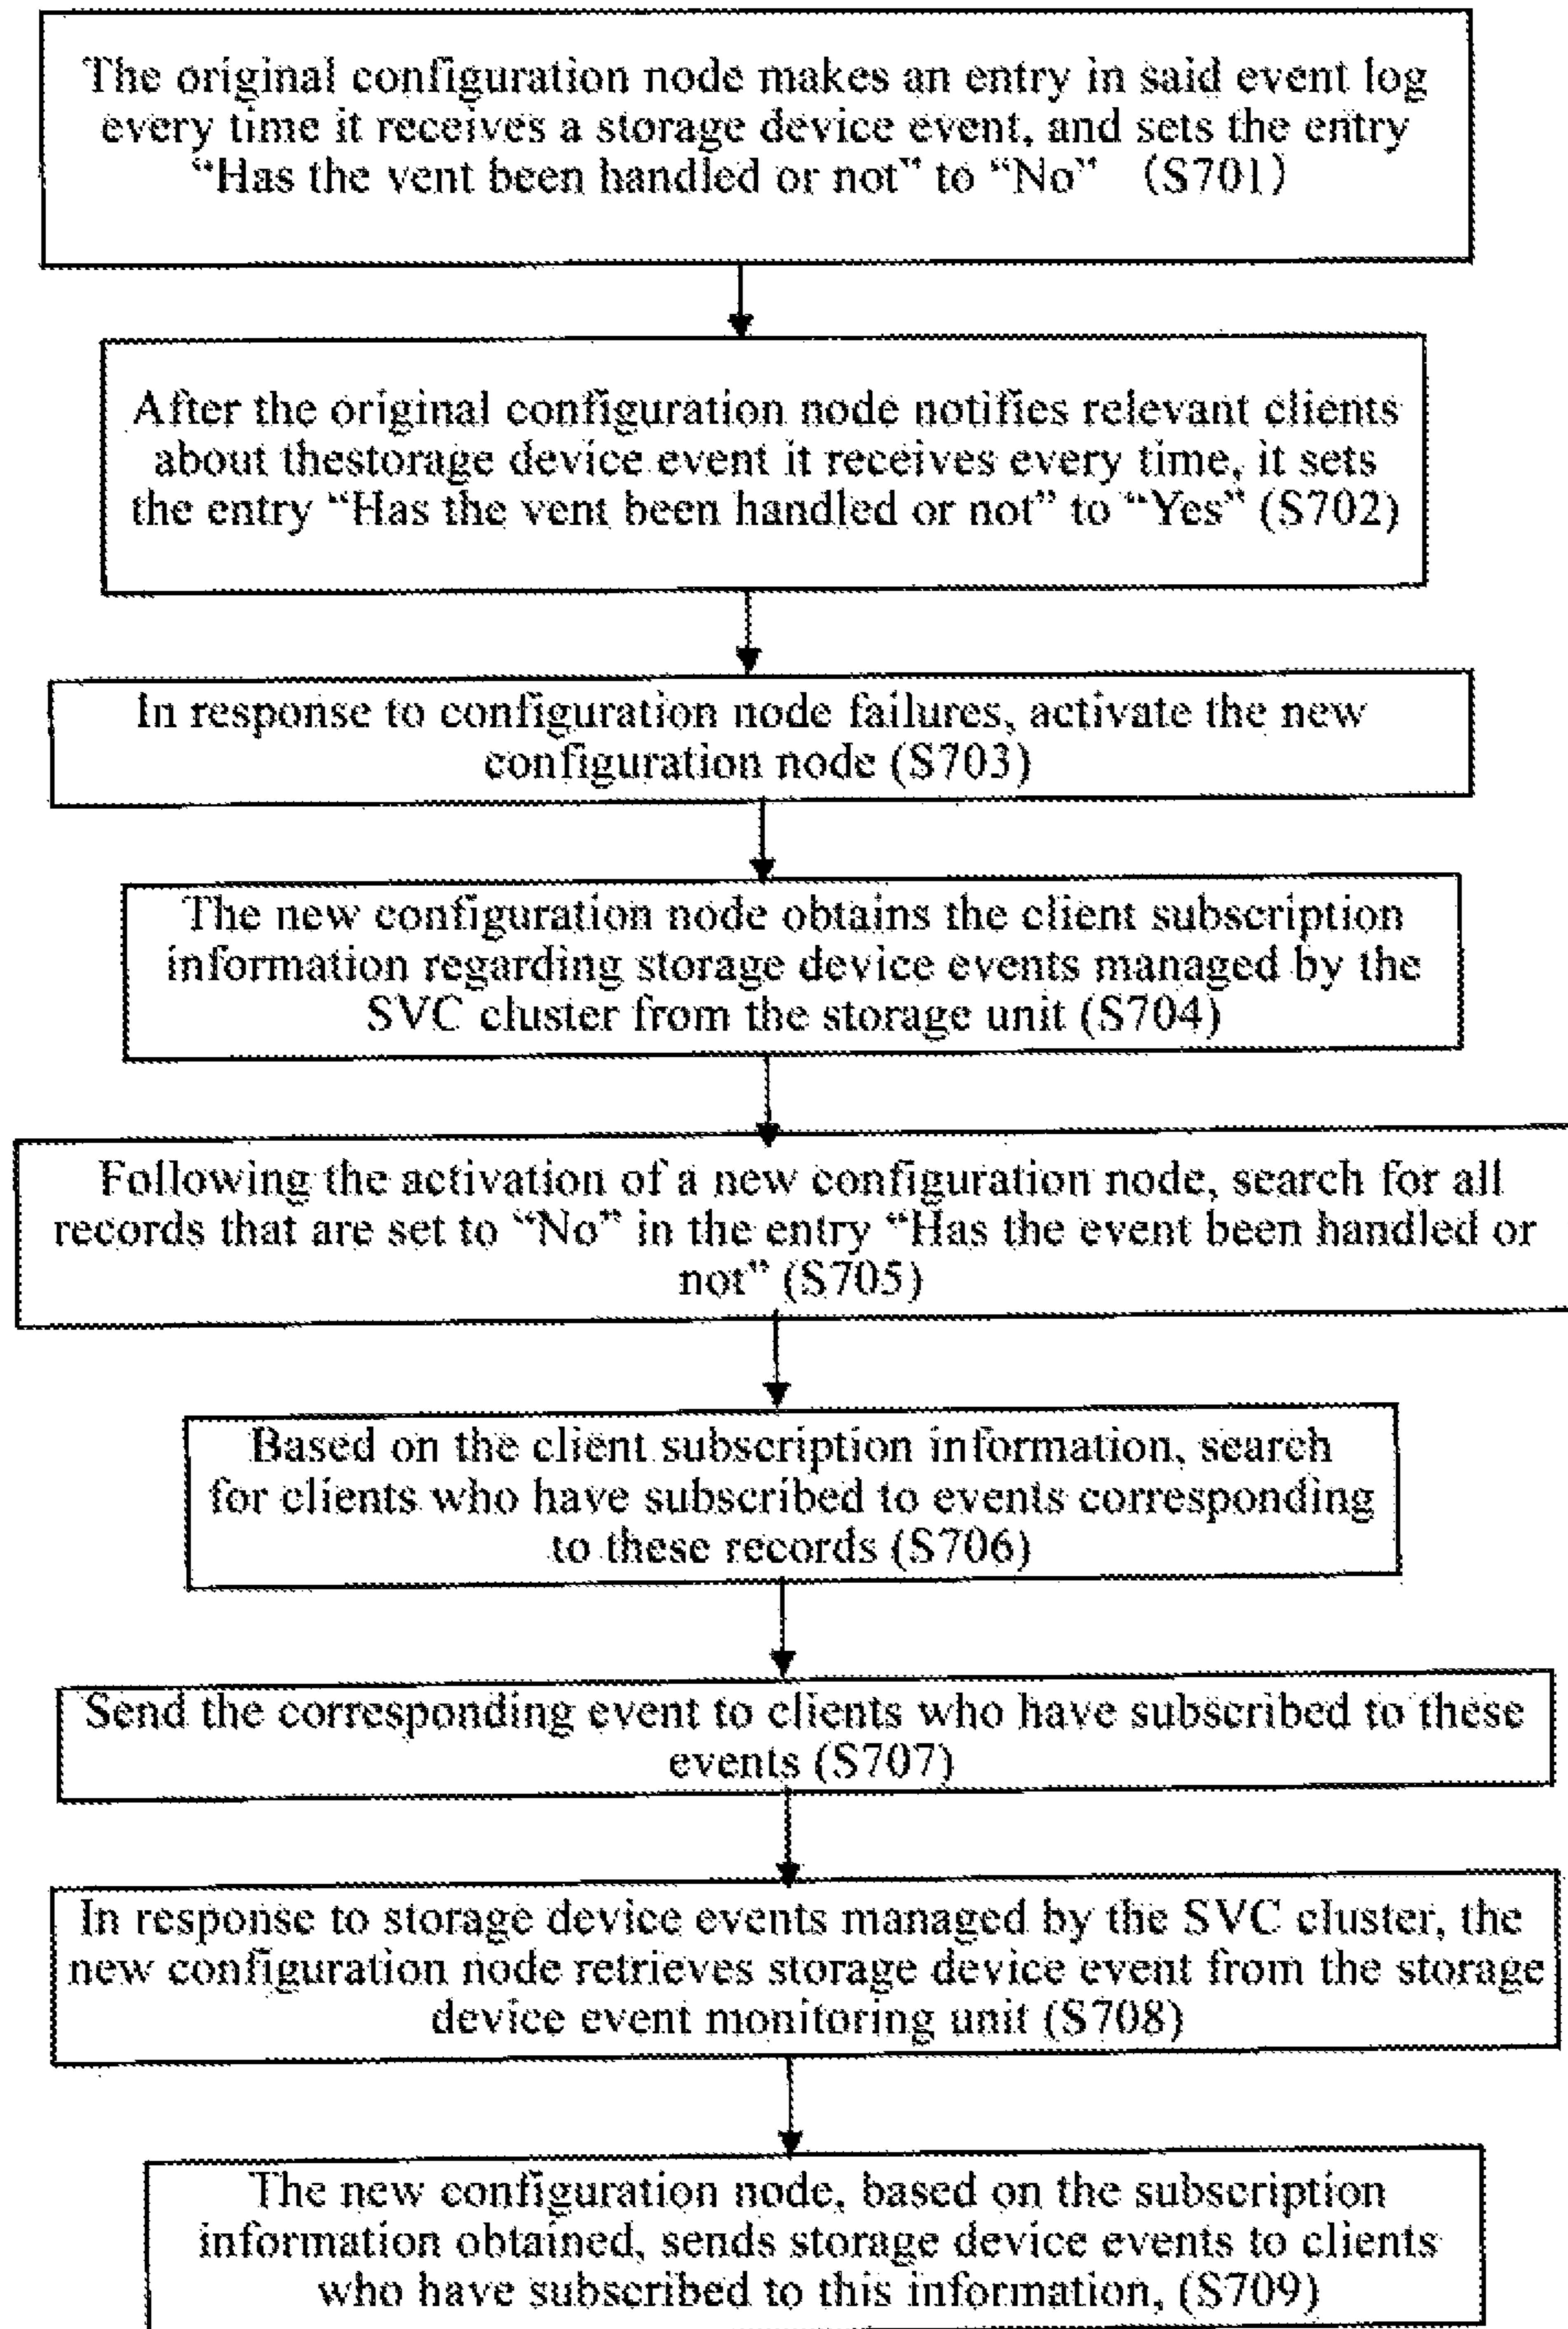 The original configuration node makes an entry in said event log
every time it receives a storage device event, and sets the entry
“Has the vent been handled or not” to “No” (S701)
After the original configuration node notifies relevant clients
about thestorage device event it receives every time, it sets
the entry “Has the vent been handled or not” to “Yes” (S702)
In response to configuration node failures, activate the new
configuration node (S703)
The new configuration node obtains the client subscription
information regarding storage device events managed by the
SVC cluster from the storage unit (S704)
Following the activation of a new configuration node, search for all
records that are set to “No” in the entry “Has the event been handled or
not” (S705)
Based on the client subscription information, search
for clients who have subscribed to events corresponding
to these records (S706)
Send the corresponding event to clients who have subscribed to these
events (S707)
In response to storage device events managed by the SVC cluster, the
new configuration node retrieves storage device event from the storage
device event monitoring unit (S708)
The new configuration node, based on the subscription
information obtained, sends storage device events to clients
who have subscribed to this information, (S709)